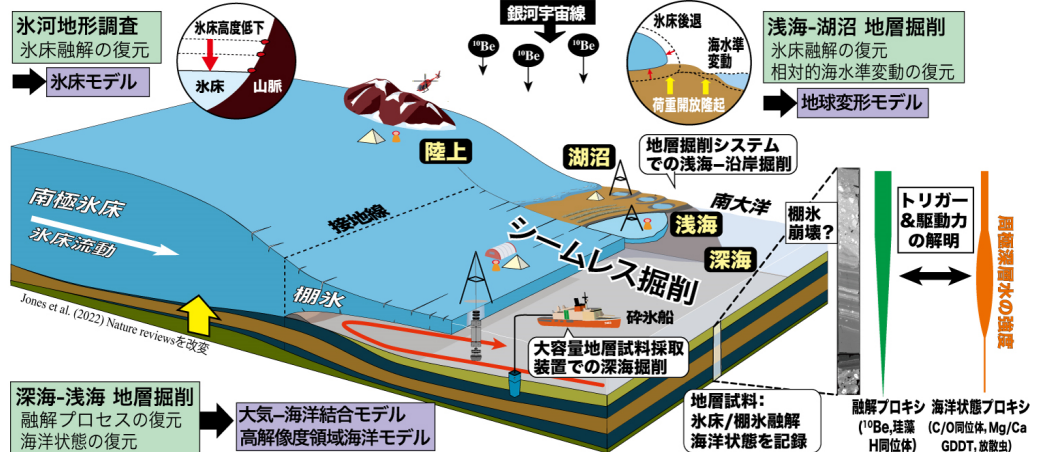 氷河地形調査
氷床融解の復元
氷床モデル
氷床高度低下
氷床
山脈
銀河宇宙線
¹⁰Be
¹⁰Be
¹⁰Be
氷床後退
海水準
変動
荷重開放隆起
浅海-湖沼 地層掘削
氷床融解の復元
相対的海水準変動の復元
地球変形モデル
陸上
湖沼
地層掘削システム
での浅海–沿岸掘削
南大洋
浅海
深海
南極氷床
氷床流動
接地線
棚氷
シームレス掘削
砕氷船
大容量地層試料採取
装置での深海掘削
Jones et al. (2022) Nature reviewsを改変
棚氷
崩壊?
トリガー
&駆動力
の解明
周極深層水の強度
深海-浅海 地層掘削
融解プロセスの復元
海洋状態の復元
大気–海洋結合モデル
高解像度領域海洋モデル
地層試料:
氷床/棚氷融解
海洋状態を記録
融解プロキシ
(¹⁰Be,珪藻
H同位体)
海洋状態プロキシ
(C/O同位体, Mg/Ca
GDDT, 放散虫)